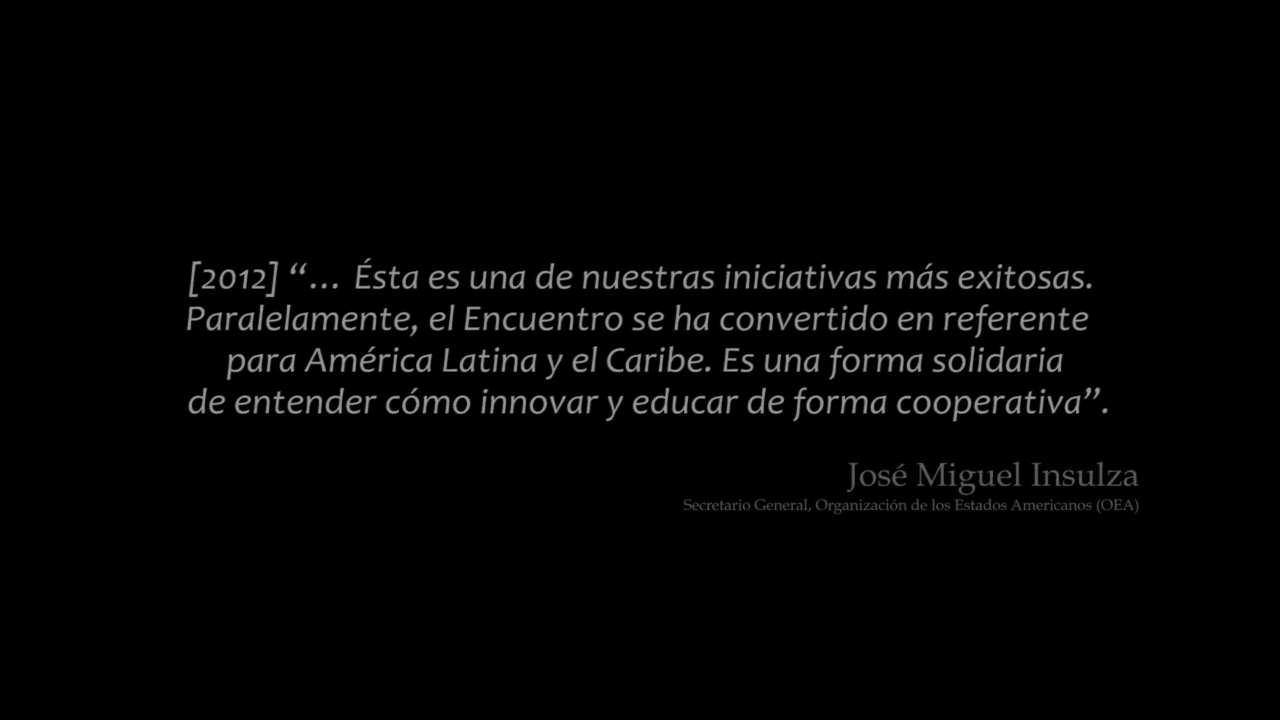 [2012] “… Ésta es una de nuestras iniciativas más exitosas.
Paralelamente, el Encuentro se ha convertido en referente
para América Latina y el Caribe. Es una forma solidaria
de entender cómo innovar y educar de forma cooperativa”.
José Miguel Insulza
Secretario General, Organización de los Estados Americanos (OEA)